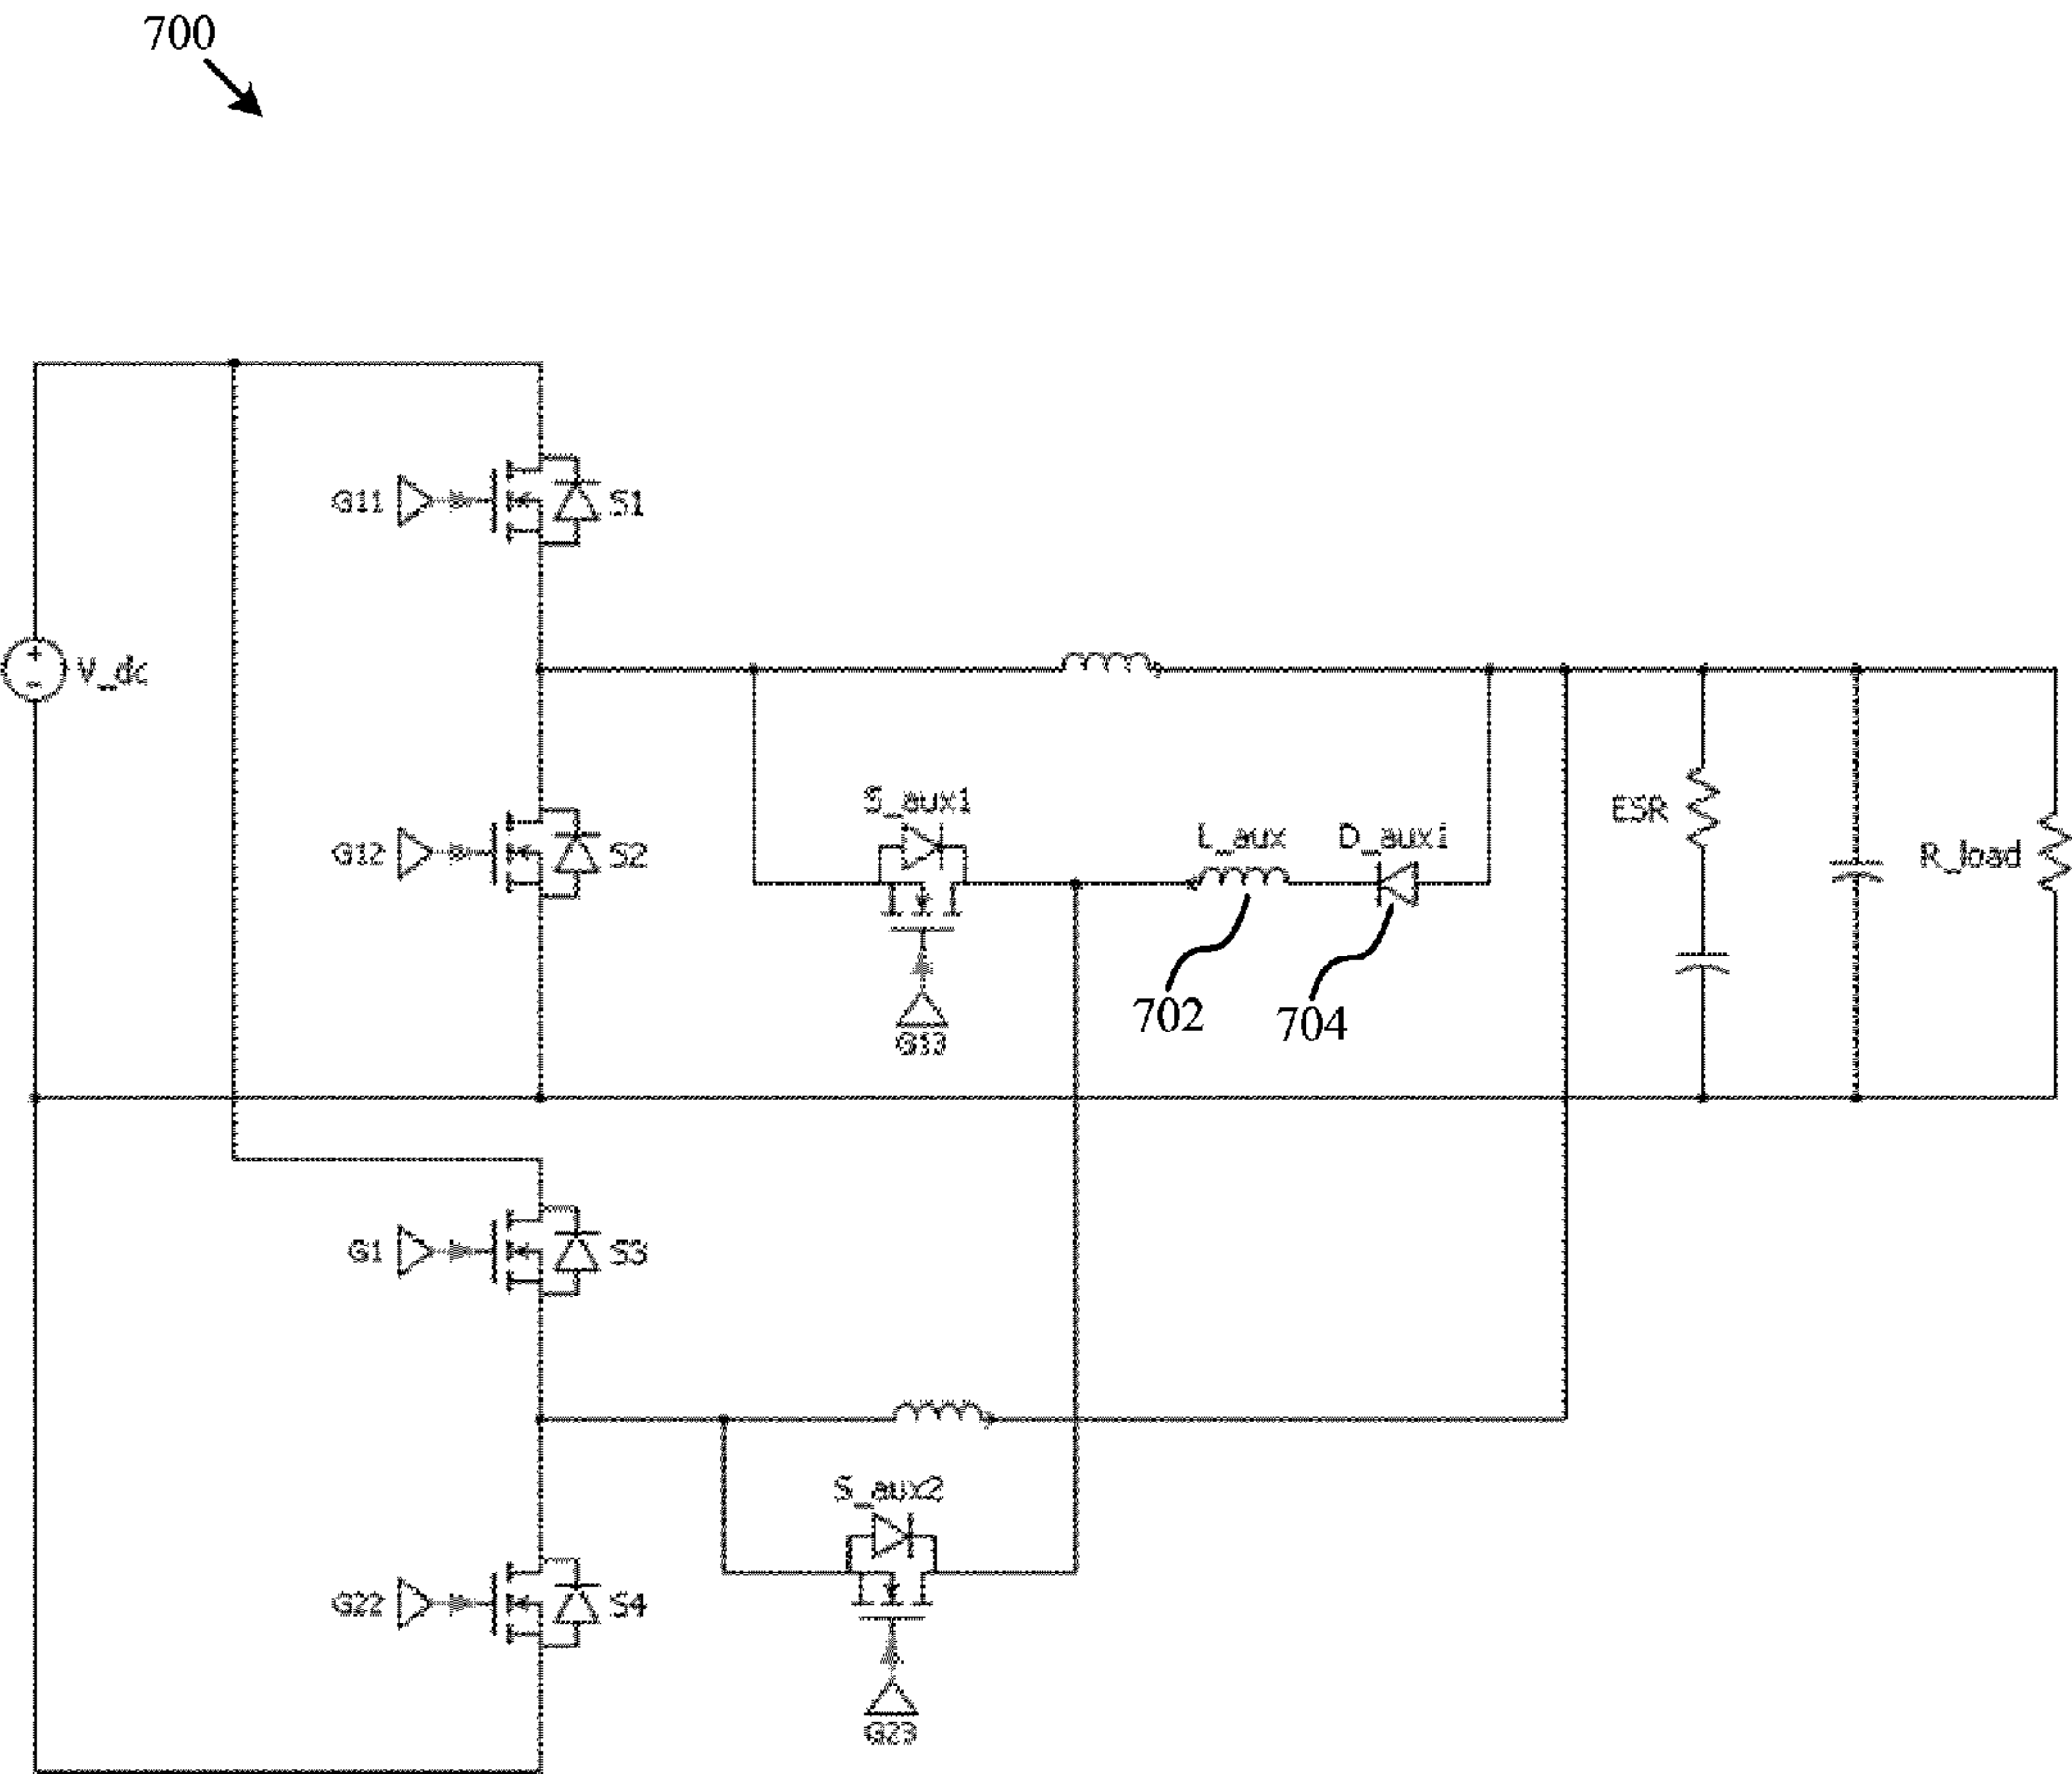 700
G11
S1
+
-
V_dc
G12
S2
S_aux1
L_aux
D_aux1
ESR
R_load
702
704
G13
G1
S3
S_aux2
G22
S4
G23